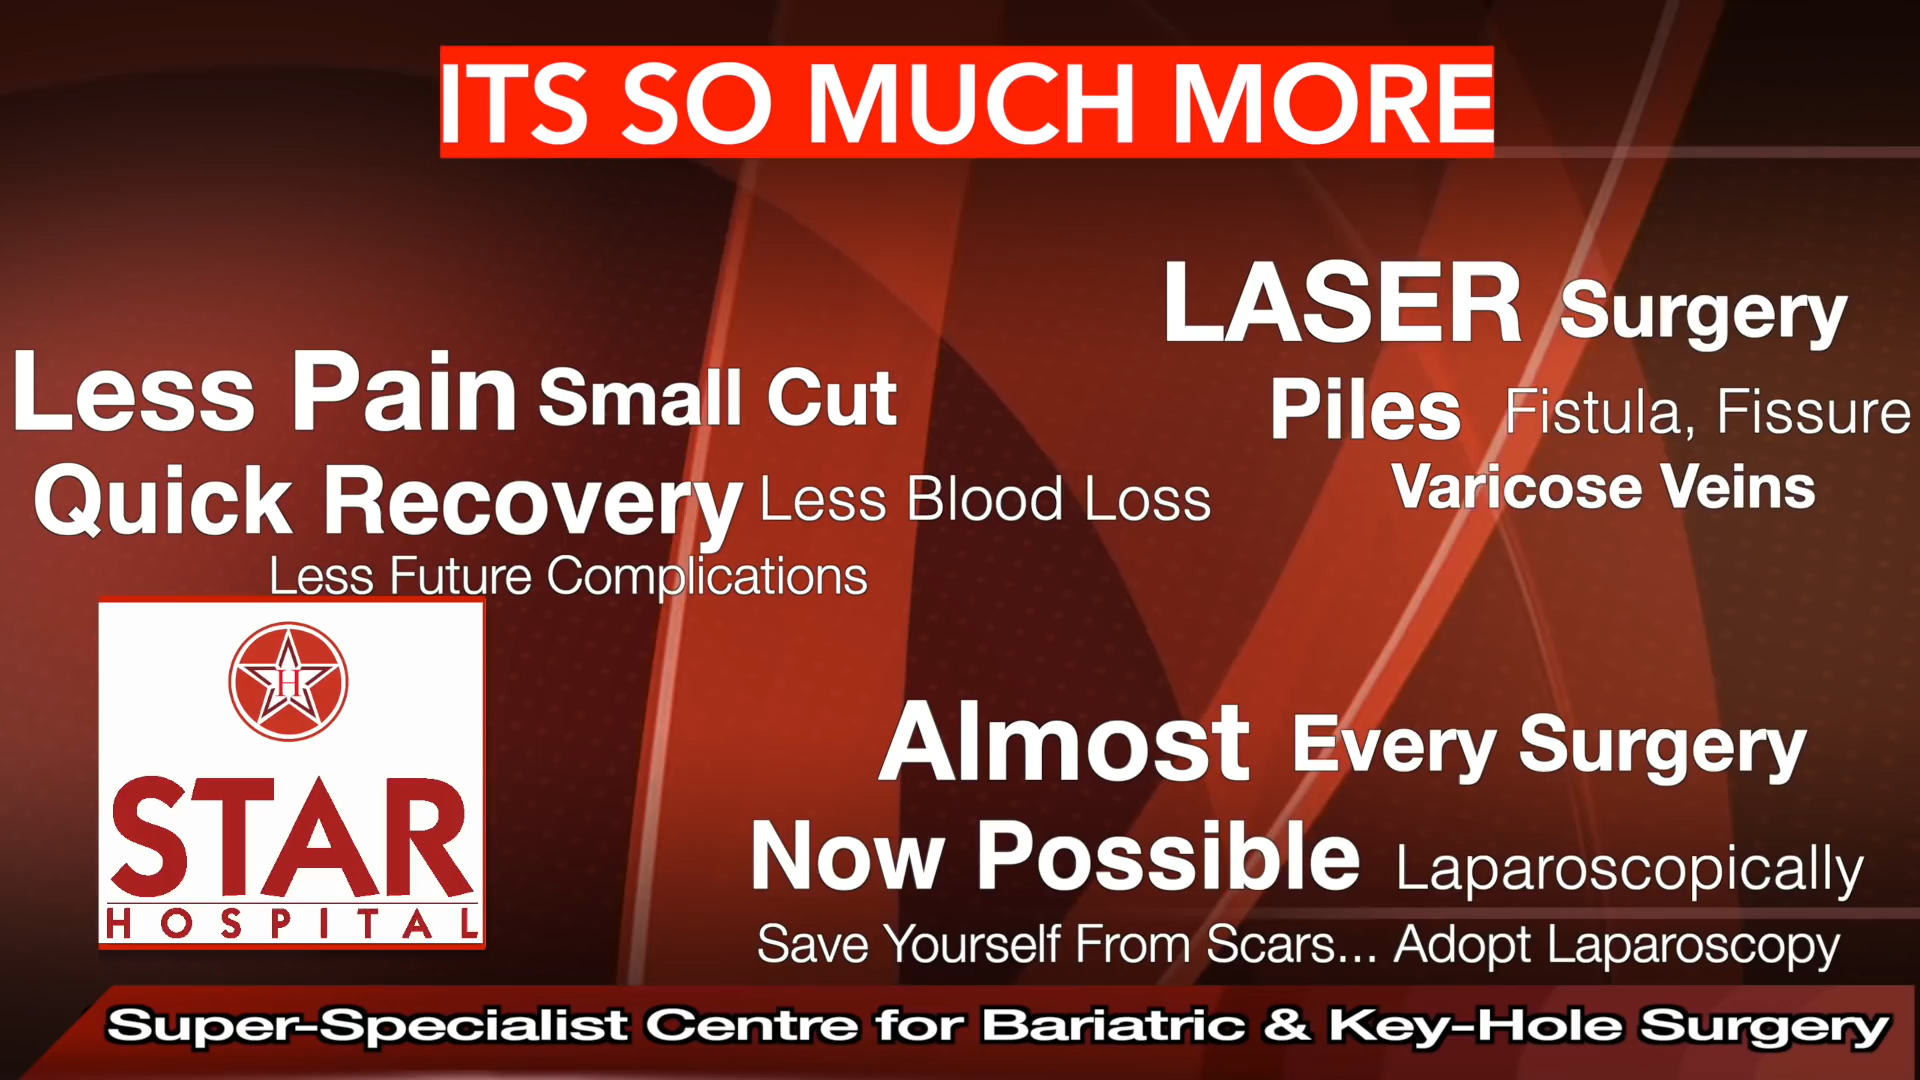 ITS SO MUCH MORE
LASER Surgery
Piles Fistula, Fissure
Varicose Veins
Less Pain Small Cut
Quick Recovery Less Blood Loss
Less Future Complications
H
STAR
HOSPITAL
Almost Every Surgery
Now Possible Laparoscopically
Save Yourself From Scars... Adopt Laparoscopy
Super-Specialist Centre for Bariatric & Key-Hole Surgery